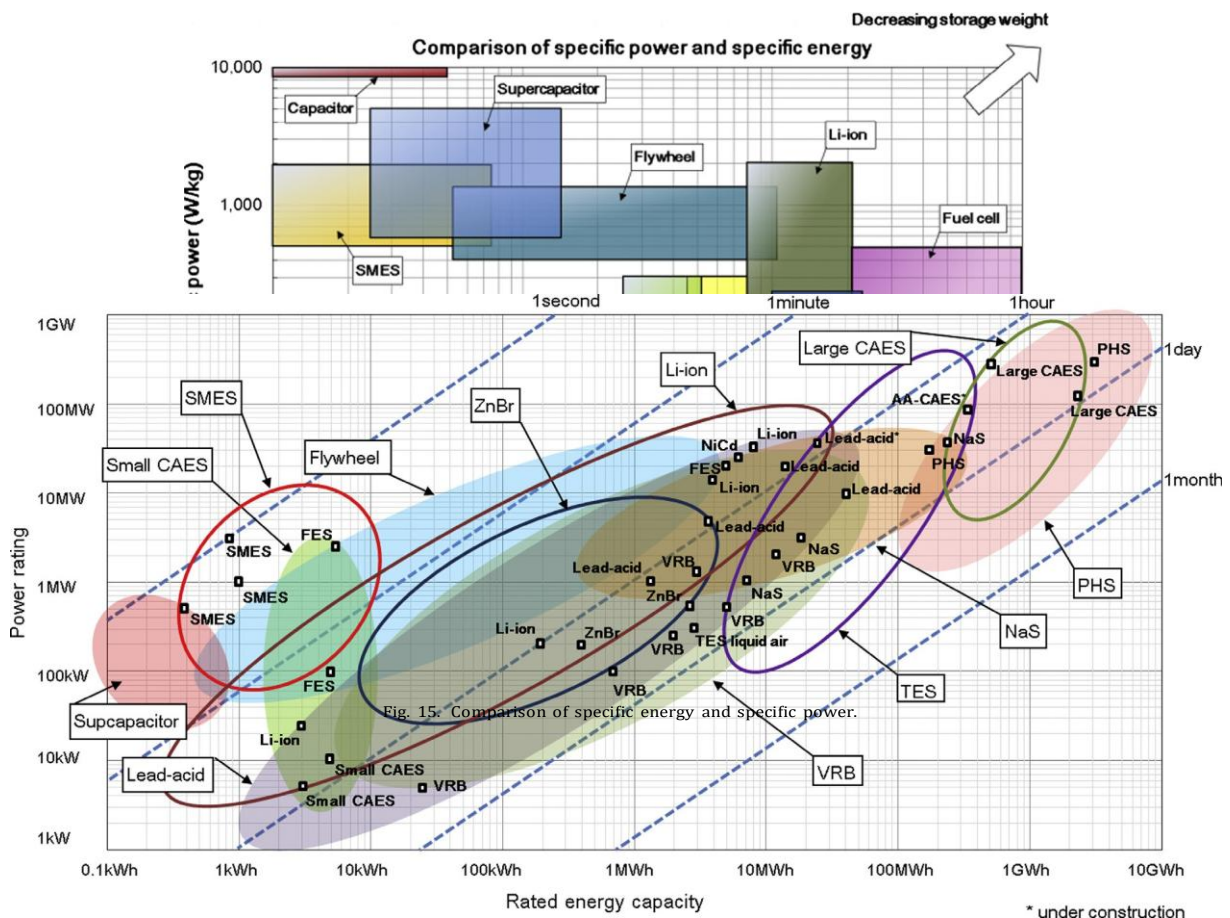 Decreasing storage weight
Comparison of specific power and specific energy
10,000
Capacitor
Supercapacitor
Li-ion
Flywheel
power (W/kg)
1,000
Fuel cell
SMES
1second
1minute
1hour
1GW
Large CAES
PHS
1day
Li-ion
Large CAES
SMES
ZnBr
AA-CAES*
100MW
Large CAES
Li-ion
Lead-acid*
NaS
NiCd
Small CAES
Flywheel
PHS
FES
Lead-acid
Li-ion
Lead-acid
1month
10MW
Lead-acid
FES
SMES
NaS
VRB
VRB
Lead-acid
Power rating
1MW
SMES
ZnBr
NaS
PHS
SMES
VRB
NaS
Li-ion
ZnBr
TES liquid air
VRB
100kW
FES
VRB
TES
Supcapacitor
Fig. 15. Comparison of specific energy and specific power.
Li-ion
Lead-acid
VRB
10kW
Small CAES
VRB
Small CAES
1kW
0.1kWh
1kWh
10kWh
100kWh
1MWh
10MWh
100MWh
1GWh
10GWh
Rated energy capacity
* under construction